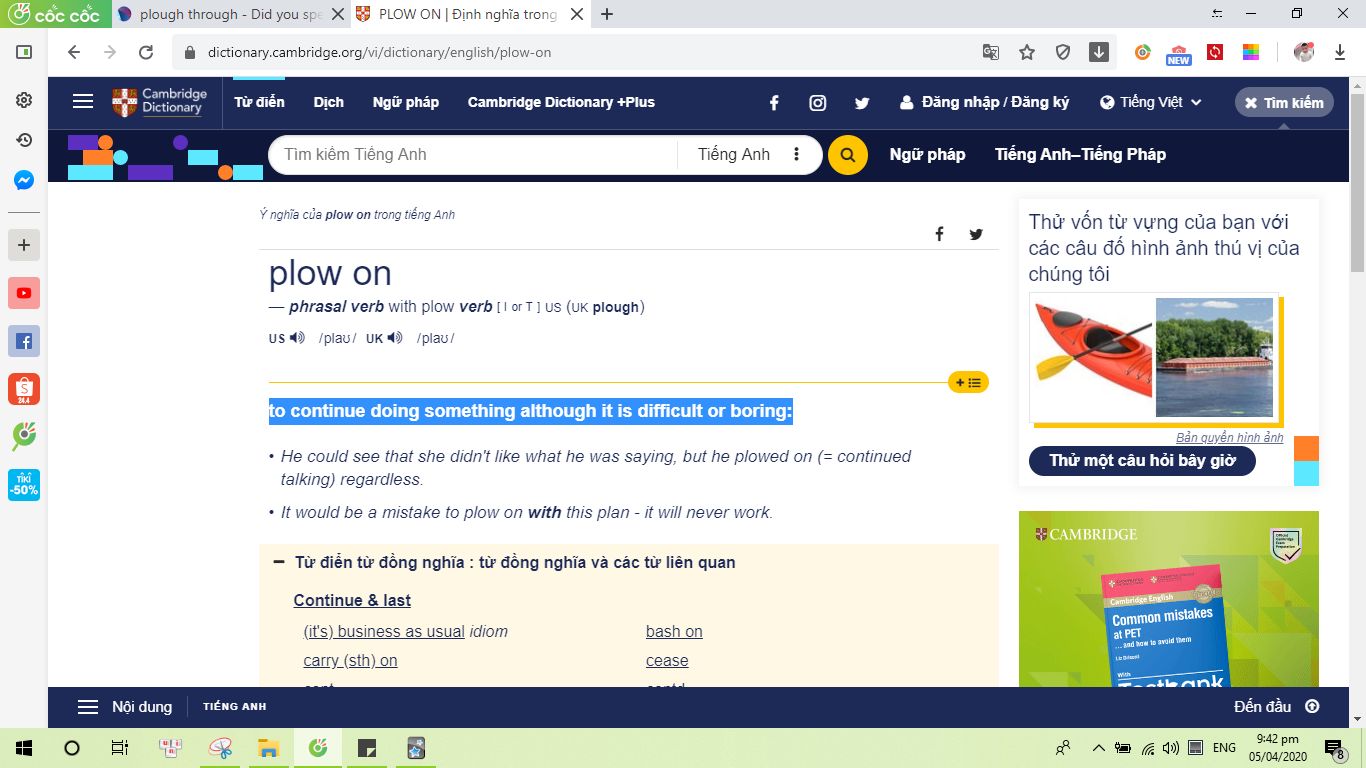 cốc cốc
plough through - Did you spe
PLOW ON | Định nghĩa trong
dictionary.cambridge.org/vi/dictionary/english/plow-on
NEW
Cambridge
Dictionary
Từ điển
Dịch
Ngữ pháp
Cambridge Dictionary +Plus
Đăng nhập / Đăng ký
Tiếng Việt
Tìm kiếm
Tìm kiếm Tiếng Anh
Tiếng Anh
Ngữ pháp
Tiếng Anh–Tiếng Pháp
Ý nghĩa của plow on trong tiếng Anh
plow on
— phrasal verb with plow verb [ I or T ] US (UK plough)
US /plaʊ/ UK /plaʊ/
to continue doing something although it is difficult or boring:
• He could see that she didn't like what he was saying, but he plowed on (= continued
talking) regardless.
• It would be a mistake to plow on with this plan - it will never work.
Từ điển từ đồng nghĩa : từ đồng nghĩa và các từ liên quan
Continue & last
(it's) business as usual idiom
bash on
carry (sth) on
cease
Thử vốn từ vựng của bạn với
các câu đố hình ảnh thú vị của
chúng tôi
Bản quyền hình ảnh
Thử một câu hỏi bây giờ
CAMBRIDGE
Cambridge English
Common mistakes
at PET
... and how to avoid them
Liz Driscoll
With
Testbank
S
24.4
TIKI
-50%
Nội dung
TIẾNG ANH
Đến đầu
ENG
9:42 pm
05/04/2020
8